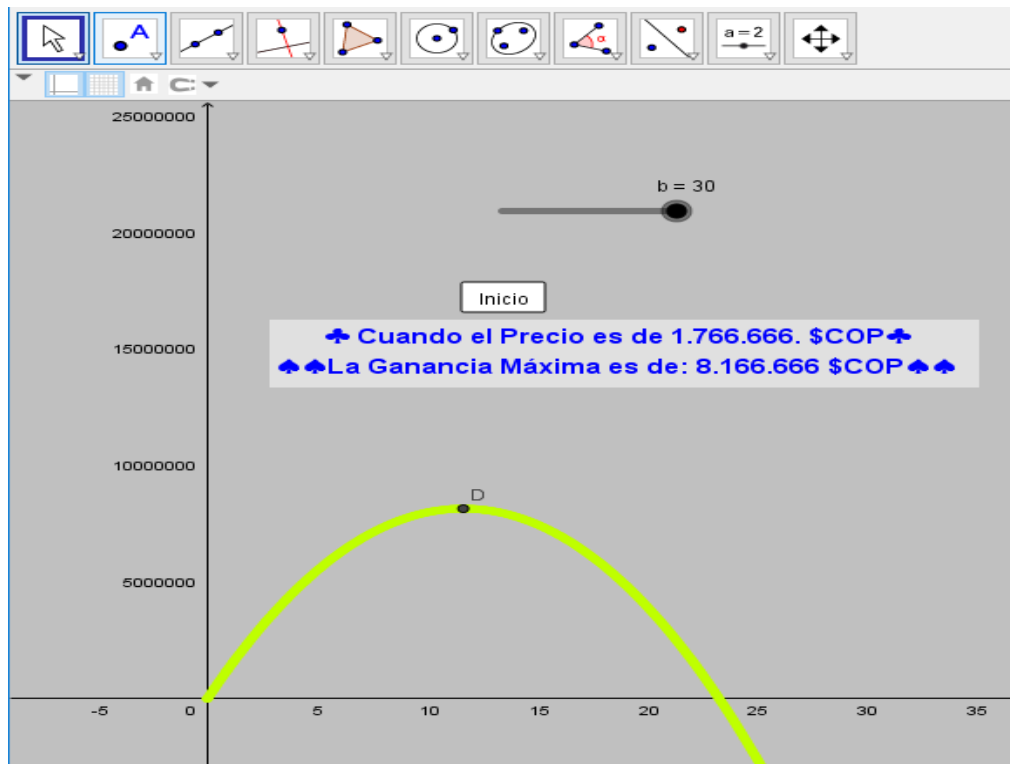 A
α
a = 2
25000000
b = 30
20000000
Inicio
♣ Cuando el Precio es de 1.766.666. $COP♣
15000000
♠♠La Ganancia Máxima es de: 8.166.666 $COP♠♠
10000000
D
5000000
-5 0 5 10 15 20 25 30 35